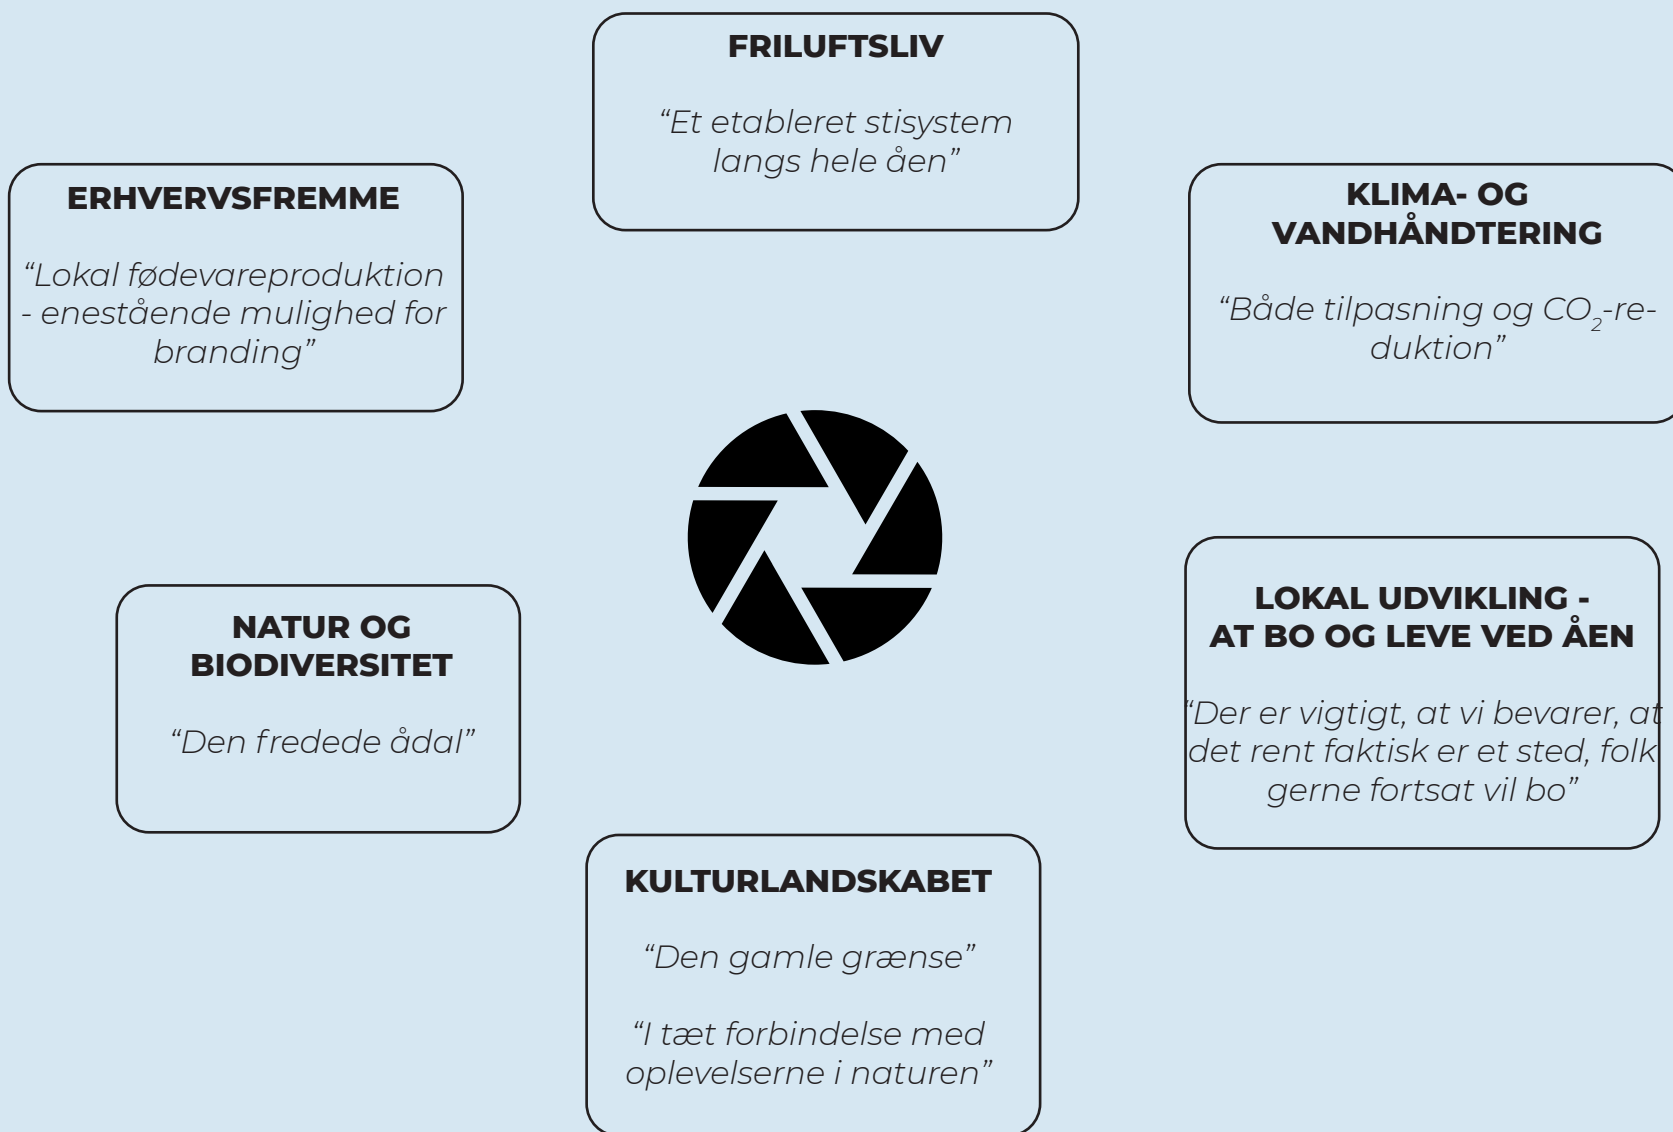 FRILUFTSLIV
“Et etableret stisystem
langs hele åen”
ERHVERVSFREMME
“Lokal fødevareproduktion
- enestående mulighed for
branding”
KLIMA- OG
VANDHÅNDTERING
“Både tilpasning og CO₂-re-
duktion”
NATUR OG
BIODIVERSITET
“Den fredede ådal”
LOKAL UDVIKLING -
AT BO OG LEVE VED ÅEN
“Der er vigtigt, at vi bevarer, at
det rent faktisk er et sted, folk
gerne fortsat vil bo”
KULTURLANDSKABET
“Den gamle grænse”
“I tæt forbindelse med
oplevelserne i naturen”